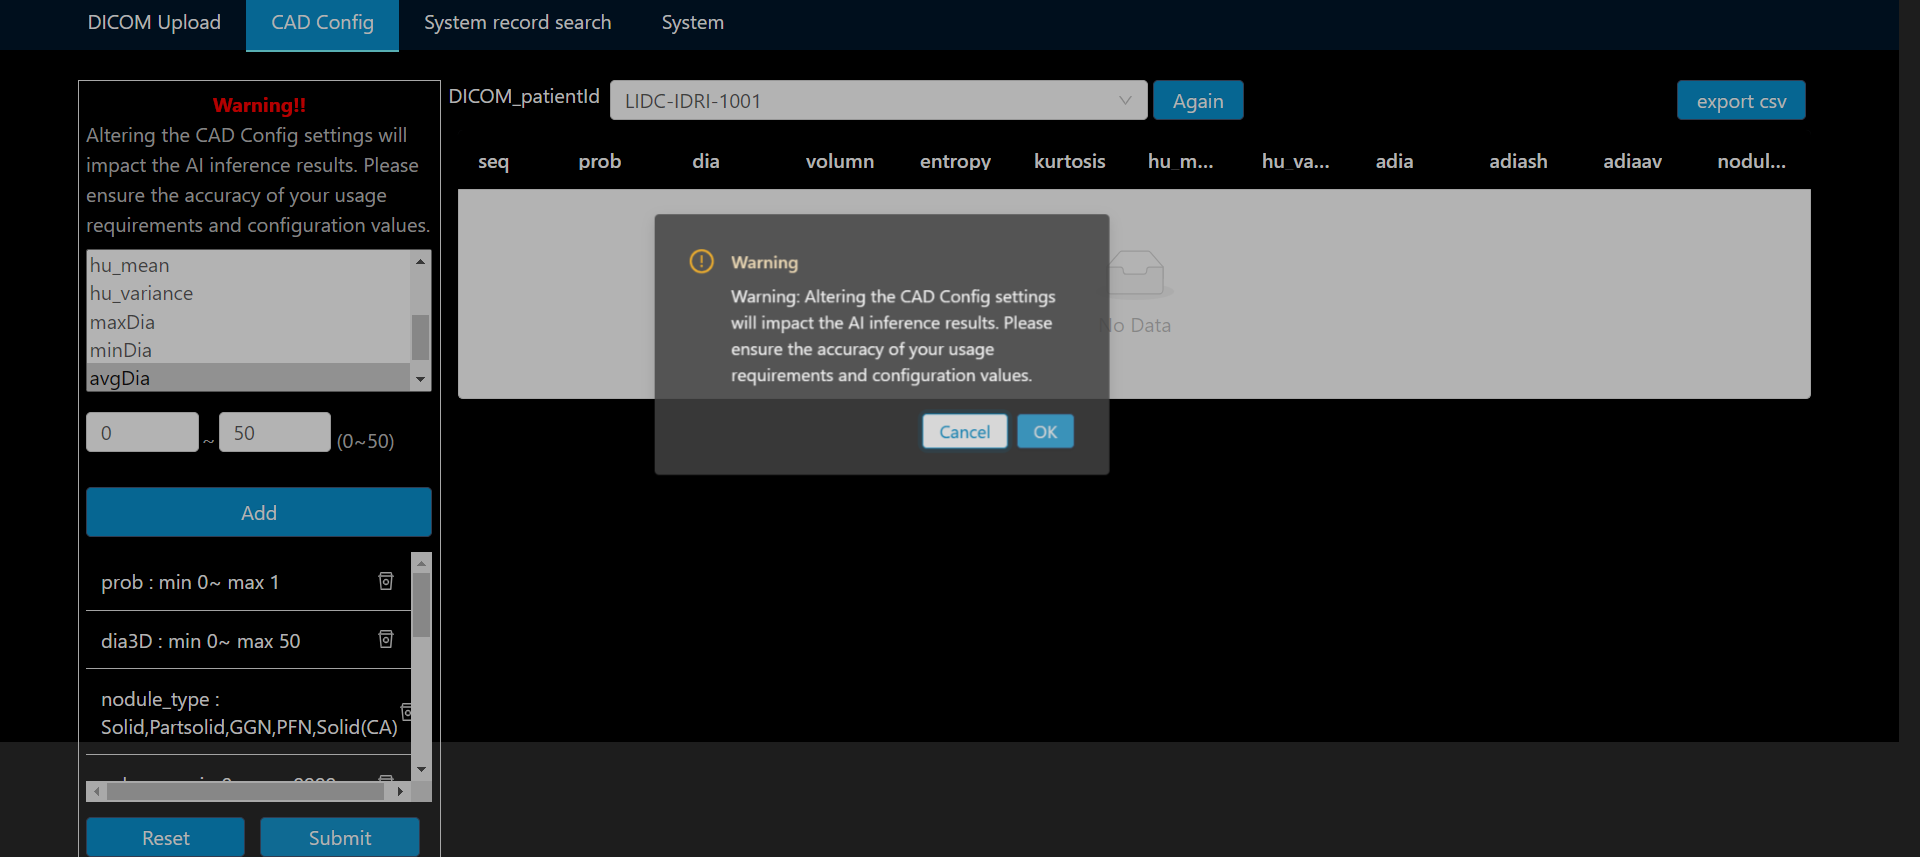 DICOM Upload
CAD Config
System record search
System
Warning!!
Altering the CAD Config settings will
impact the AI inference results. Please
ensure the accuracy of your usage
requirements and configuration values.
hu_mean
hu_variance
maxDia
minDia
avgDia
0 ~ 50 (0~50)
Add
prob : min 0~ max 1
dia3D : min 0~ max 50
nodule_type :
Solid,Partsolid,GGN,PFN,Solid(CA)
Reset
Submit
DICOM_patientId
LIDC-IDRI-1001
Again
export csv
seq prob dia volumn entropy kurtosis hu_m... hu_va... adia adiash adiaav nodul...
No Data
Warning
Warning: Altering the CAD Config settings
will impact the AI inference results. Please
ensure the accuracy of your usage
requirements and configuration values.
Cancel
OK